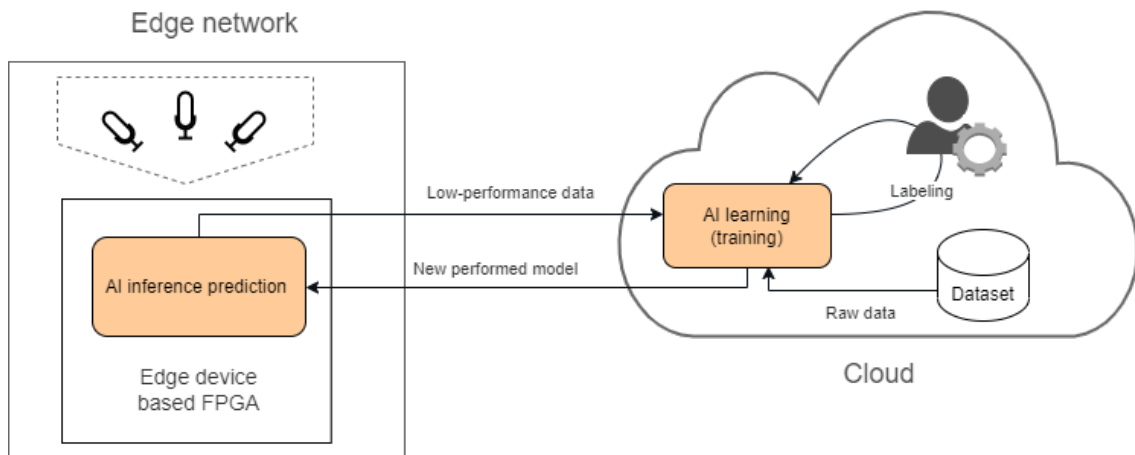 Edge network
Low-performance data
AI learning
(training)
Labeling
AI inference prediction
New performed model
Dataset
Raw data
Edge device
based FPGA
Cloud